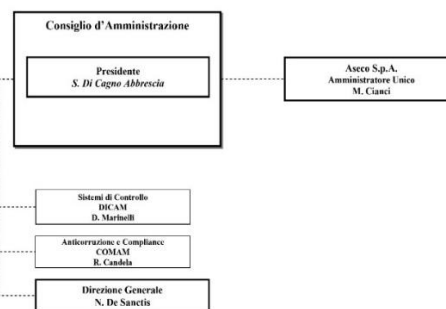 Consiglio d'Amministrazione
Presidente
S. Di Cagno Abbrescia
Aseco S.p.A.
Amministratore Unico
M. Cianci
Sistemi di Controllo
DICAM
D. Marinelli
Anticorruzione e Compliance
COMAM
R. Candela
Direzione Generale
N. De Sanctis